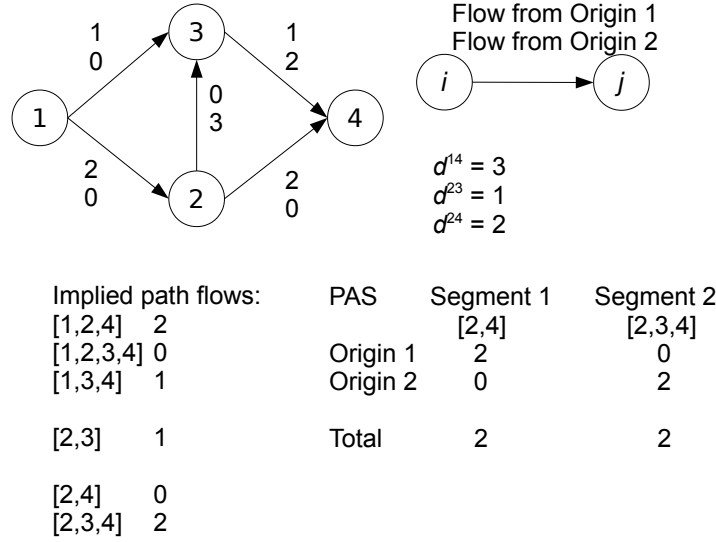 1
0
3
1
2
Flow from Origin 1
Flow from Origin 2
i
j
1
0
3
4
2
0
2
2
0
d^14 = 3
d^23 = 1
d^24 = 2
Implied path flows:
[1,2,4] 2
[1,2,3,4] 0
[1,3,4] 1
[2,3] 1
[2,4] 0
[2,3,4] 2
PAS Segment 1 Segment 2
[2,4] [2,3,4]
Origin 1 2 0
Origin 2 0 2
Total 2 2